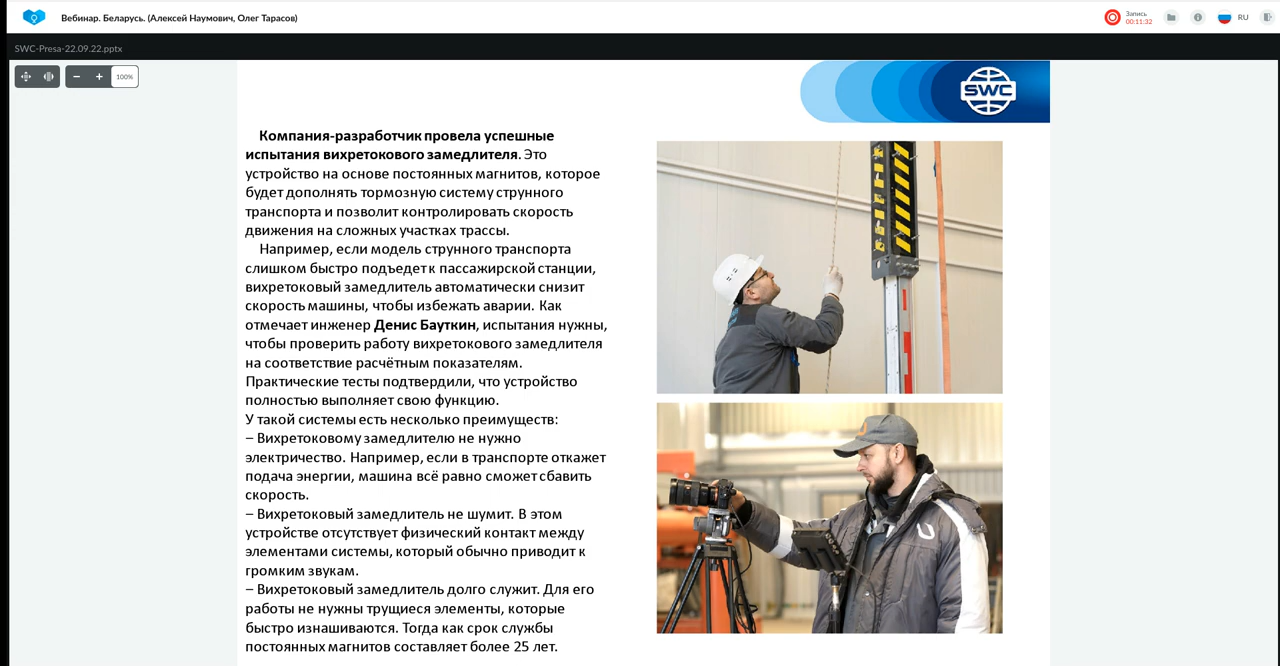 Вебинар. Беларусь. (Алексей Наумович, Олег Тарасов)
Запись
00:11:32
RU
SWC-Presa-22.09.22.pptx
100%
SWC
Компания-разработчик провела успешные
испытания вихретокового замедлителя. Это
устройство на основе постоянных магнитов, которое
будет дополнять тормозную систему струнного
транспорта и позволит контролировать скорость
движения на сложных участках трассы.
Например, если модель струнного транспорта
слишком быстро подъедет к пассажирской станции,
вихретоковый замедлитель автоматически снизит
скорость машины, чтобы избежать аварии. Как
отмечает инженер Денис Бауткин, испытания нужны,
чтобы проверить работу вихретокового замедлителя
на соответствие расчётным показателям.
Практические тесты подтвердили, что устройство
полностью выполняет свою функцию.
У такой системы есть несколько преимуществ:
– Вихретоковому замедлителю не нужно
электричество. Например, если в транспорте откажет
подача энергии, машина всё равно сможет сбавить
скорость.
– Вихретоковый замедлитель не шумит. В этом
устройстве отсутствует физический контакт между
элементами системы, который обычно приводит к
громким звукам.
– Вихретоковый замедлитель долго служит. Для его
работы не нужны трущиеся элементы, которые
быстро изнашиваются. Тогда как срок службы
постоянных магнитов составляет более 25 лет.